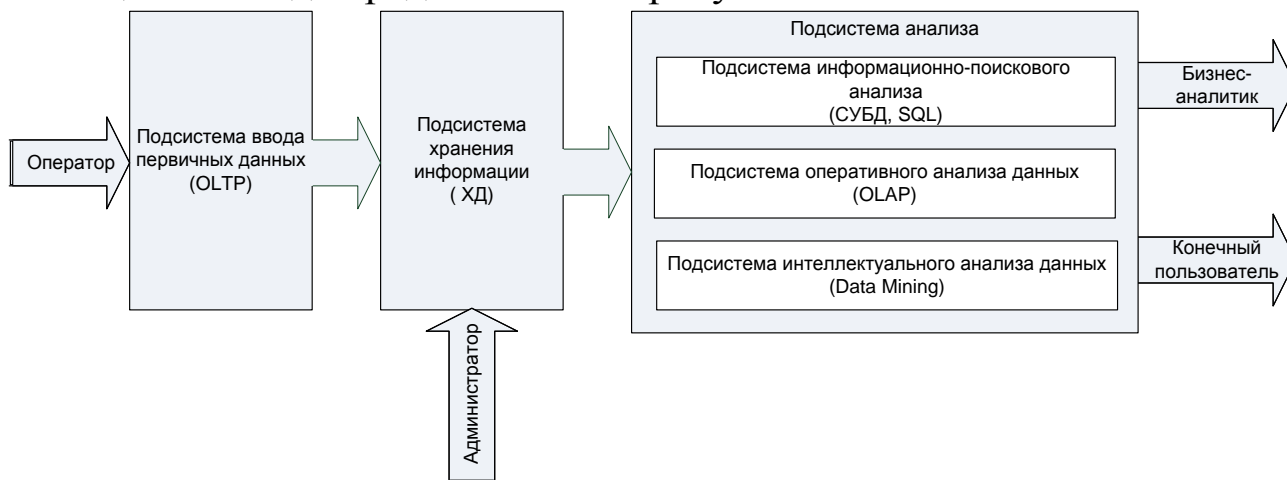 Оператор
Подсистема ввода
первичных данных
(OLTP)
Подсистема
хранения
информации
( ХД)
Администратор
Подсистема анализа
Подсистема информационно-поискового
анализа
(СУБД, SQL)
Подсистема оперативного анализа данных
(OLAP)
Подсистема интеллектуального анализа данных
(Data Mining)
Бизнес-
аналитик
Конечный
пользователь